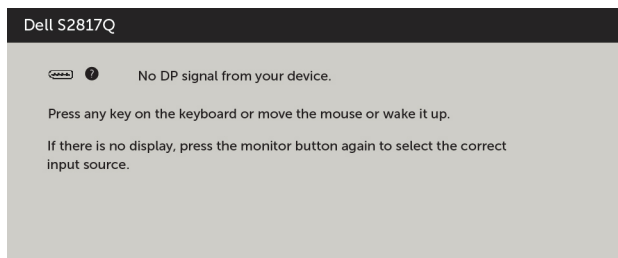 Dell S2817Q
? No DP signal from your device.
Press any key on the keyboard or move the mouse or wake it up.
If there is no display, press the monitor button again to select the correct
input source.